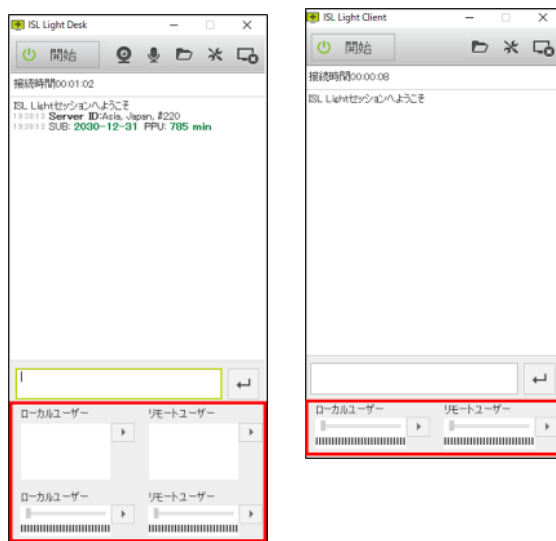 ISL Light Desk
開始
接続時間00:01:02
ISL Lightセッションへようこそ
19:38:13 Server ID:Asia, Japan, #220
19:38:13 SUB: 2030-12-31 PPU: 785 min
ローカルユーザー リモートユーザー
ローカルユーザー リモートユーザー
ISL Light Client
開始
接続時間00:00:08
ISL Lightセッションへようこそ
ローカルユーザー リモートユーザー